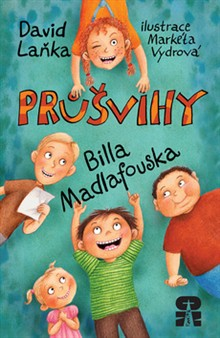 David
Laňka
ilustrace
Markéta
Vydrová
PRŮŠVIHY
Billa
Madlafouska